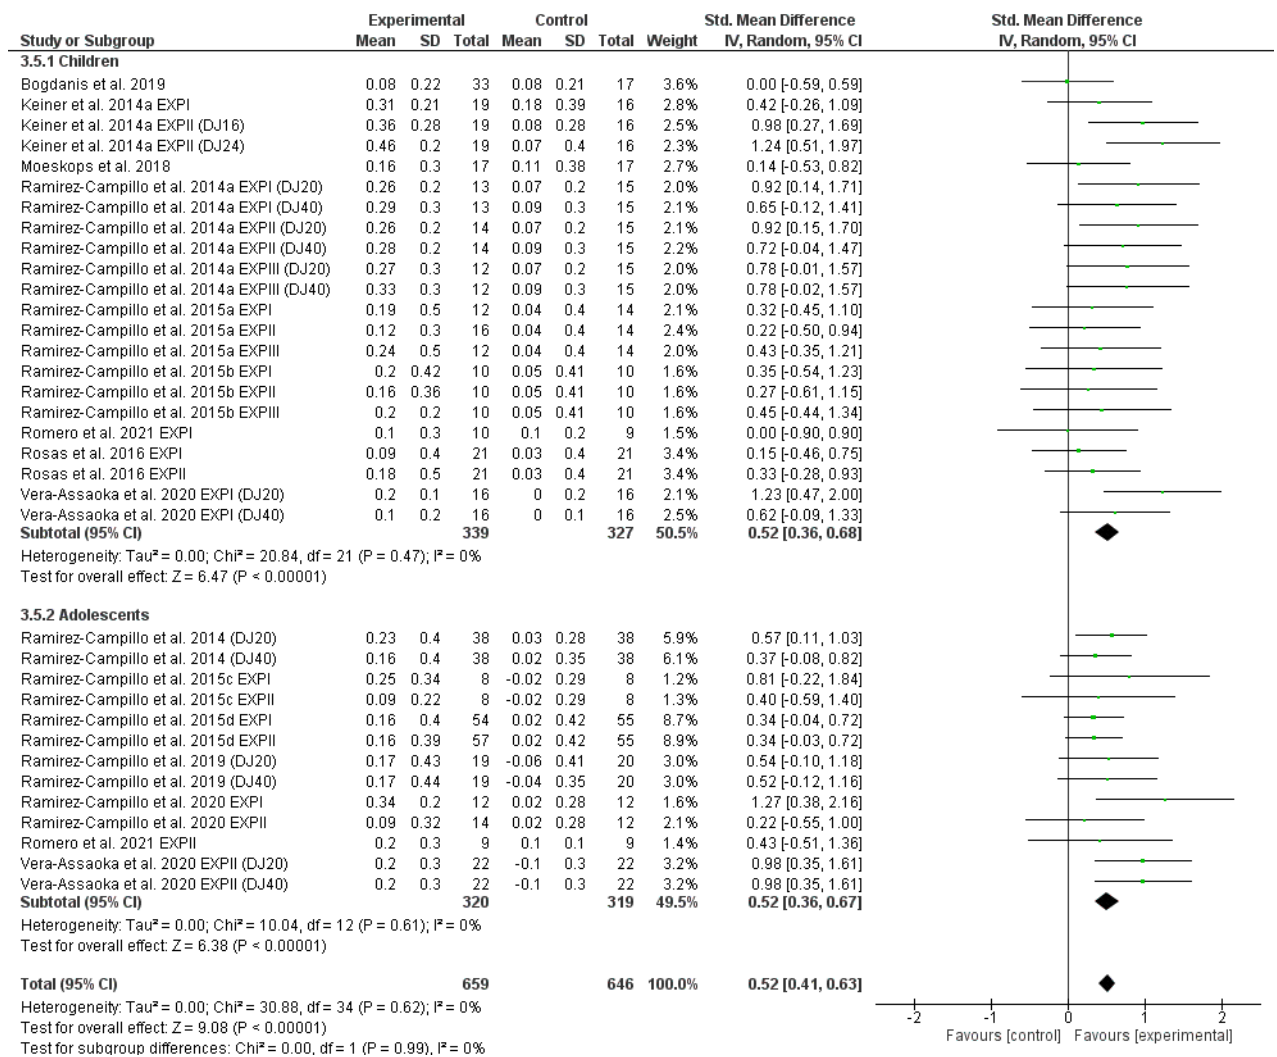 Experimental Control Std. Mean Difference Std. Mean Difference
Study or Subgroup Mean SD Total Mean SD Total Weight IV, Random, 95% CI IV, Random, 95% CI
3.5.1 Children
Bogdanis et al. 2019 0.08 0.22 33 0.08 0.21 17 3.6% 0.00 [-0.59, 0.59]
Keiner et al. 2014a EXPI 0.31 0.21 19 0.18 0.39 16 2.8% 0.42 [-0.26, 1.09]
Keiner et al. 2014a EXPII (DJ16) 0.36 0.28 19 0.08 0.28 16 2.5% 0.98 [0.27, 1.69]
Keiner et al. 2014a EXPII (DJ24) 0.46 0.2 19 0.07 0.4 16 2.3% 1.24 [0.51, 1.97]
Moeskops et al. 2018 0.16 0.3 17 0.11 0.38 17 2.7% 0.14 [-0.53, 0.82]
Ramirez-Campillo et al. 2014a EXPI (DJ20) 0.26 0.2 13 0.07 0.2 15 2.0% 0.92 [0.14, 1.71]
Ramirez-Campillo et al. 2014a EXPI (DJ40) 0.29 0.3 13 0.09 0.3 15 2.1% 0.65 [-0.12, 1.41]
Ramirez-Campillo et al. 2014a EXPII (DJ20) 0.26 0.2 14 0.07 0.2 15 2.1% 0.92 [0.15, 1.70]
Ramirez-Campillo et al. 2014a EXPII (DJ40) 0.28 0.2 14 0.09 0.3 15 2.2% 0.72 [-0.04, 1.47]
Ramirez-Campillo et al. 2014a EXPIII (DJ20) 0.27 0.3 12 0.07 0.2 15 2.0% 0.78 [-0.01, 1.57]
Ramirez-Campillo et al. 2014a EXPIII (DJ40) 0.33 0.3 12 0.09 0.3 15 2.0% 0.78 [-0.02, 1.57]
Ramirez-Campillo et al. 2015a EXPI 0.19 0.5 12 0.04 0.4 14 2.1% 0.32 [-0.45, 1.10]
Ramirez-Campillo et al. 2015a EXPII 0.12 0.3 16 0.04 0.4 14 2.4% 0.22 [-0.50, 0.94]
Ramirez-Campillo et al. 2015a EXPIII 0.24 0.5 12 0.04 0.4 14 2.0% 0.43 [-0.35, 1.21]
Ramirez-Campillo et al. 2015b EXPI 0.2 0.42 10 0.05 0.41 10 1.6% 0.35 [-0.54, 1.23]
Ramirez-Campillo et al. 2015b EXPII 0.16 0.36 10 0.05 0.41 10 1.6% 0.27 [-0.61, 1.15]
Ramirez-Campillo et al. 2015b EXPIII 0.2 0.2 10 0.05 0.41 10 1.6% 0.45 [-0.44, 1.34]
Romero et al. 2021 EXPI 0.1 0.3 10 0.1 0.2 9 1.5% 0.00 [-0.90, 0.90]
Rosas et al. 2016 EXPI 0.09 0.4 21 0.03 0.4 21 3.4% 0.15 [-0.46, 0.75]
Rosas et al. 2016 EXPII 0.18 0.5 21 0.03 0.4 21 3.4% 0.33 [-0.28, 0.93]
Vera-Assaoka et al. 2020 EXPI (DJ20) 0.2 0.1 16 0 0.2 16 2.1% 1.23 [0.47, 2.00]
Vera-Assaoka et al. 2020 EXPI (DJ40) 0.1 0.2 16 0 0.1 16 2.5% 0.62 [-0.09, 1.33]
Subtotal (95% CI) 339 327 50.5% 0.52 [0.36, 0.68]
Heterogeneity: Tau² = 0.00; Chi² = 20.84, df = 21 (P = 0.47); I² = 0%
Test for overall effect: Z = 6.47 (P < 0.00001)
3.5.2 Adolescents
Ramirez-Campillo et al. 2014 (DJ20) 0.23 0.4 38 0.03 0.28 38 5.9% 0.57 [0.11, 1.03]
Ramirez-Campillo et al. 2014 (DJ40) 0.16 0.4 38 0.02 0.35 38 6.1% 0.37 [-0.08, 0.82]
Ramirez-Campillo et al. 2015c EXPI 0.25 0.34 8 -0.02 0.29 8 1.2% 0.81 [-0.22, 1.84]
Ramirez-Campillo et al. 2015c EXPII 0.09 0.22 8 -0.02 0.29 8 1.2% 0.40 [-0.59, 1.40]
Ramirez-Campillo et al. 2015d EXPI 0.16 0.4 54 0.02 0.42 55 8.7% 0.34 [-0.04, 0.72]
Ramirez-Campillo et al. 2015d EXPII 0.16 0.39 57 0.02 0.42 55 8.9% 0.34 [-0.03, 0.72]
Ramirez-Campillo et al. 2019 (DJ20) 0.17 0.43 19 -0.06 0.41 20 3.0% 0.54 [-0.10, 1.18]
Ramirez-Campillo et al. 2019 (DJ40) 0.17 0.44 19 -0.04 0.35 20 3.0% 0.52 [-0.12, 1.16]
Ramirez-Campillo et al. 2020 EXPI 0.34 0.2 12 0.02 0.28 12 1.6% 1.27 [0.38, 2.16]
Ramirez-Campillo et al. 2020 EXPII 0.09 0.32 14 0.02 0.28 12 2.1% 0.22 [-0.55, 1.00]
Romero et al. 2021 EXPII 0.2 0.3 9 0.1 0.1 9 1.4% 0.43 [-0.51, 1.36]
Vera-Assaoka et al. 2020 EXPII (DJ20) 0.2 0.3 22 -0.1 0.3 22 3.2% 0.98 [0.35, 1.61]
Vera-Assaoka et al. 2020 EXPII (DJ40) 0.2 0.3 22 -0.1 0.3 22 3.2% 0.98 [0.35, 1.61]
Subtotal (95% CI) 320 319 49.5% 0.52 [0.36, 0.67]
Heterogeneity: Tau² = 0.00; Chi² = 10.04, df = 12 (P = 0.61); I² = 0%
Test for overall effect: Z = 6.38 (P < 0.00001)
Total (95% CI) 659 646 100.0% 0.52 [0.41, 0.63]
Heterogeneity: Tau² = 0.00; Chi² = 30.88, df = 34 (P = 0.62); I² = 0%
Test for overall effect: Z = 9.08 (P < 0.00001)
Test for subgroup differences: Chi² = 0.00, df = 1 (P = 0.99), I² = 0%
-2 -1 0 1 2
Favours [control] Favours [experimental]